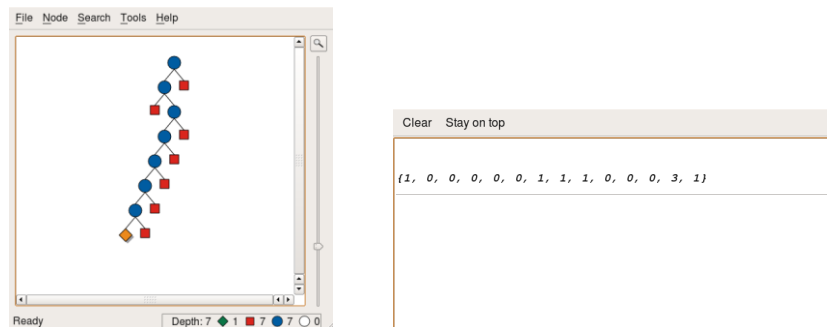 File Node Search Tools Help
Ready
Depth: 7 1 7 7 0
Clear Stay on top
{1, 0, 0, 0, 0, 0, 1, 1, 1, 0, 0, 0, 3, 1}